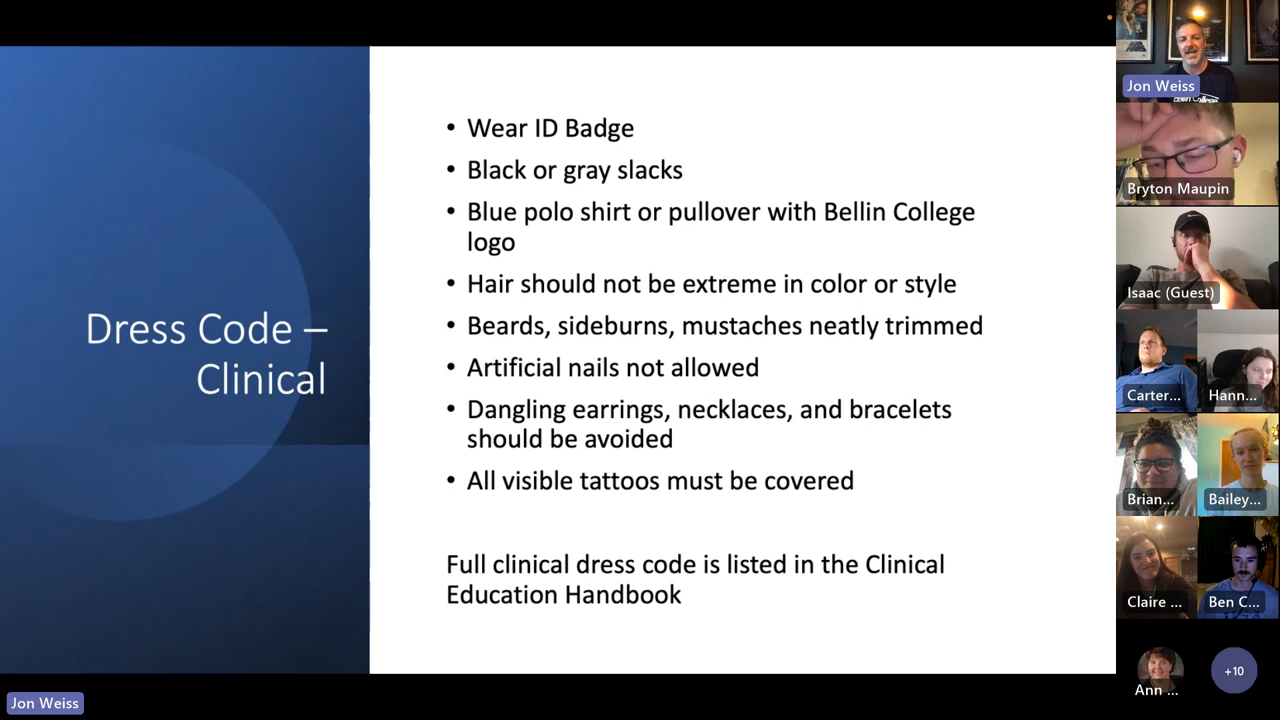 Dress Code –
Clinical
• Wear ID Badge
• Black or gray slacks
• Blue polo shirt or pullover with Bellin College
logo
• Hair should not be extreme in color or style
• Beards, sideburns, mustaches neatly trimmed
• Artificial nails not allowed
• Dangling earrings, necklaces, and bracelets
should be avoided
• All visible tattoos must be covered
Full clinical dress code is listed in the Clinical
Education Handbook
Jon Weiss
Jon Weiss
Bryton Maupin
Isaac (Guest)
Carter...
Hann...
Brian...
Bailey...
Claire ...
Ben C...
Ann ...
+10